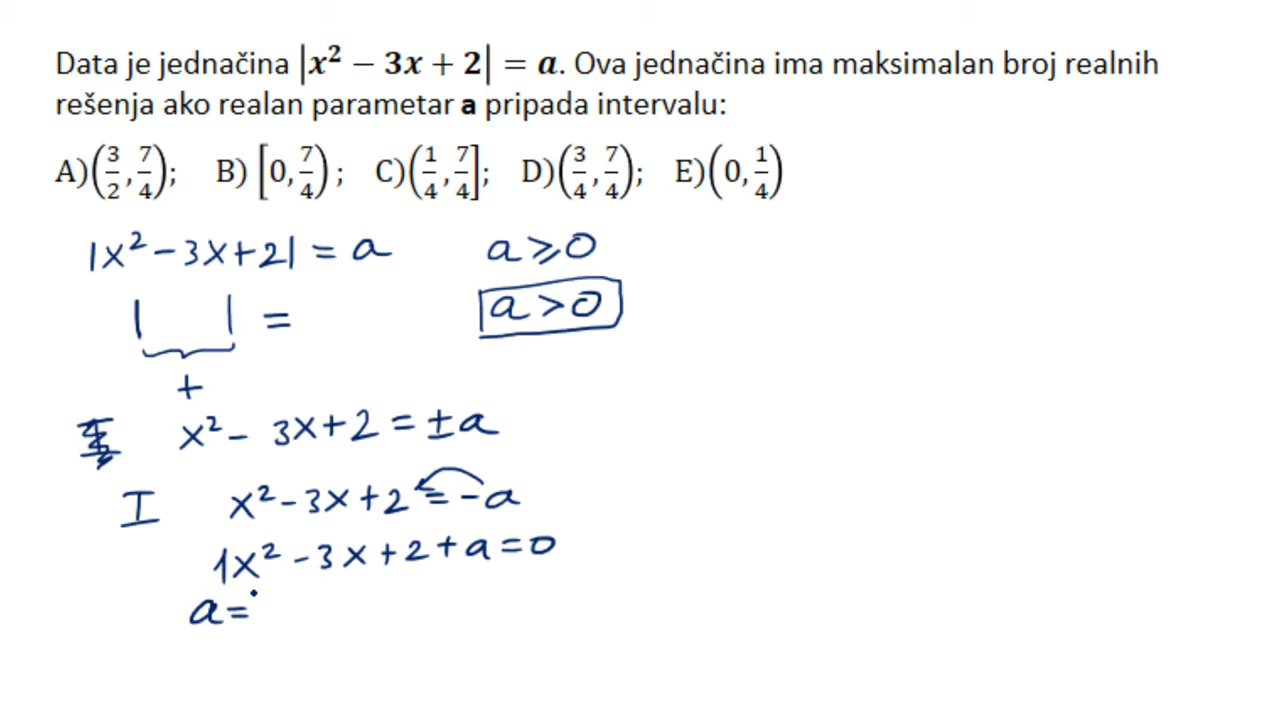 Data je jednačina |x² − 3x + 2| = a. Ova jednačina ima maksimalan broj realnih
rešenja ako realan parametar a pripada intervalu:
A)(3/2, 7/4); B) [0, 7/4) ; C)(1/4, 7/4]; D)(3/4, 7/4); E)(0, 1/4)
|x² − 3x + 2| = a a ⩾ 0
| | = a > 0
+
x² − 3x + 2 = ± a
I x² − 3x + 2 = − a
1x² − 3x + 2 + a = 0
a =